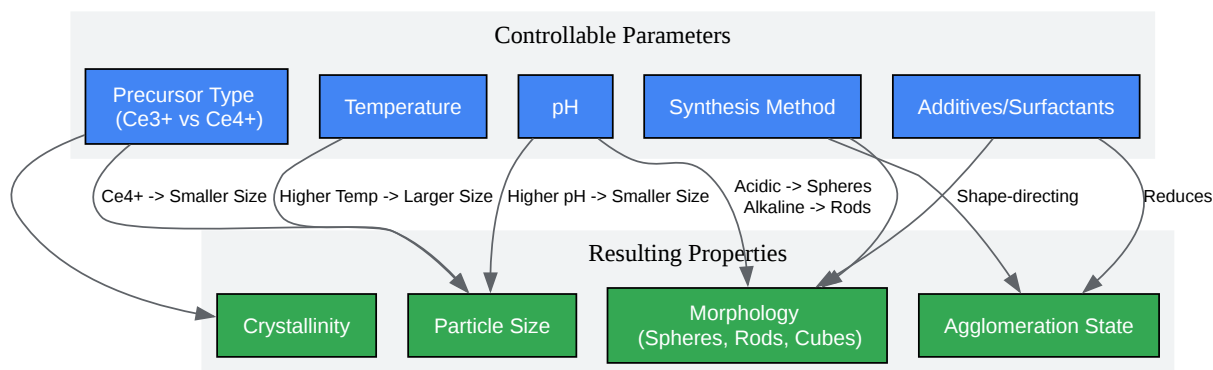 Controllable Parameters
Precursor Type
(Ce3+ vs Ce4+)
Temperature
pH
Synthesis Method
Additives/Surfactants
Ce4+ -> Smaller Size
Higher Temp -> Larger Size
Higher pH -> Smaller Size
Acidic -> Spheres
Alkaline -> Rods
Shape-directing
Reduces
Resulting Properties
Crystallinity
Particle Size
Morphology
(Spheres, Rods, Cubes)
Agglomeration State